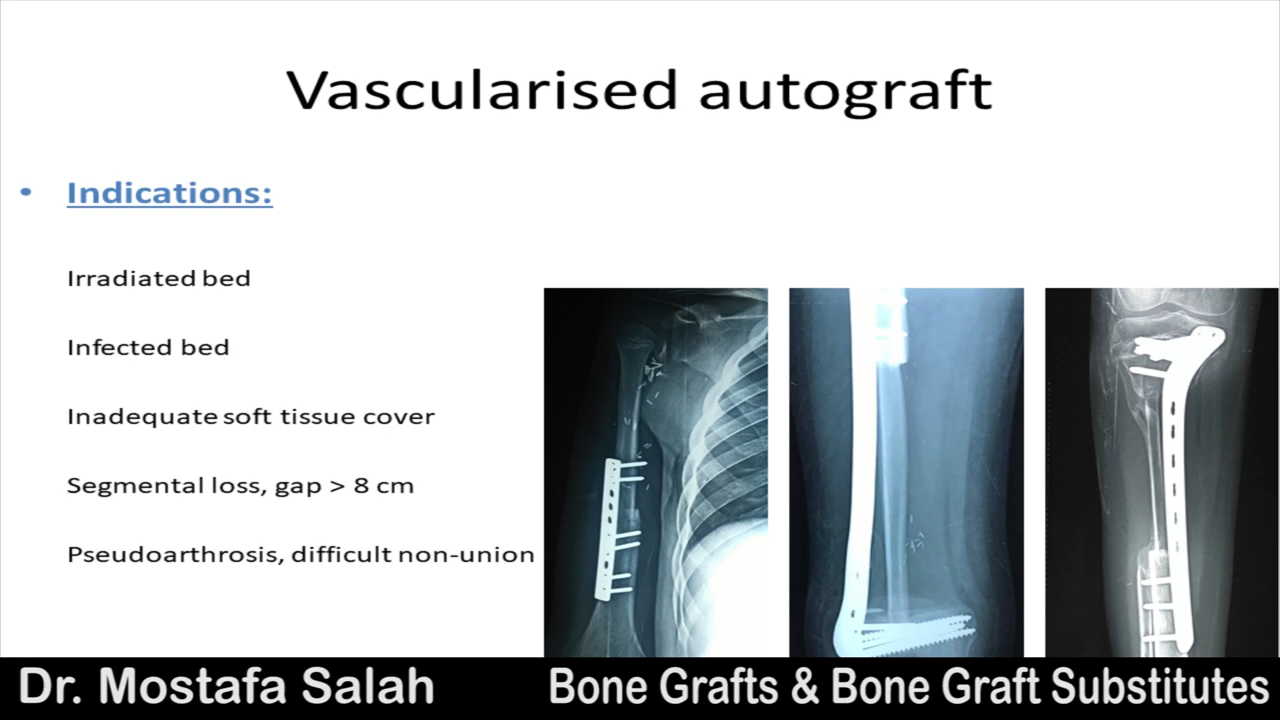 Vascularised autograft
• Indications:
Irradiated bed
Infected bed
Inadequate soft tissue cover
Segmental loss, gap > 8 cm
Pseudoarthrosis, difficult non-union
Dr. Mostafa Salah
Bone Grafts & Bone Graft Substitutes